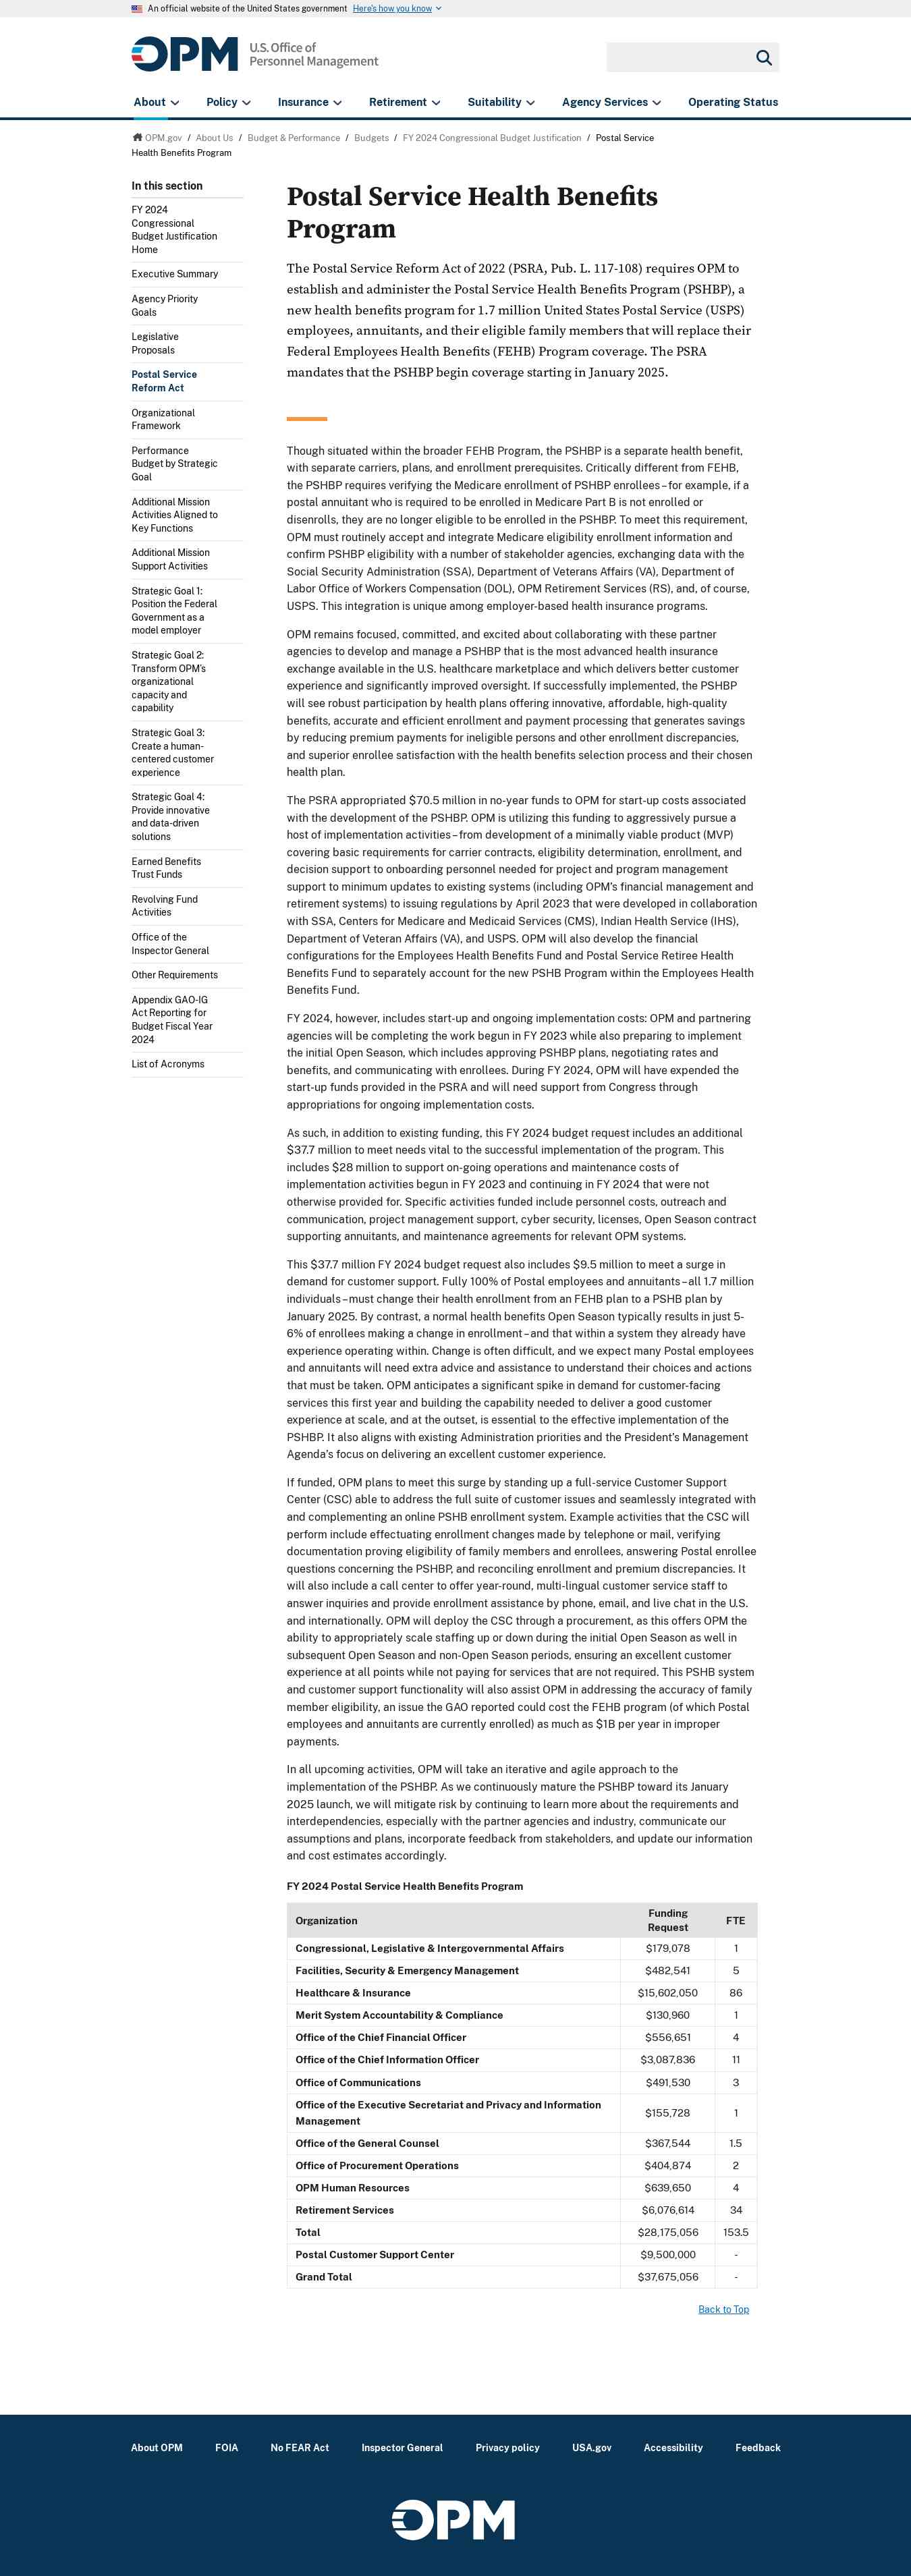 An official website of the United States government Here's how you know
OPM U.S. Office of
Personnel Management
About Policy Insurance Retirement Suitability Agency Services Operating Status
OPM.gov / About Us / Budget & Performance / Budgets / FY 2024 Congressional Budget Justification / Postal Service
Health Benefits Program
In this section
FY 2024
Congressional
Budget Justification
Home
Executive Summary
Agency Priority
Goals
Legislative
Proposals
Postal Service
Reform Act
Organizational
Framework
Performance
Budget by Strategic
Goal
Additional Mission
Activities Aligned to
Key Functions
Additional Mission
Support Activities
Strategic Goal 1:
Position the Federal
Government as a
model employer
Strategic Goal 2:
Transform OPM's
organizational
capacity and
capability
Strategic Goal 3:
Create a human-
centered customer
experience
Strategic Goal 4:
Provide innovative
and data-driven
solutions
Earned Benefits
Trust Funds
Revolving Fund
Activities
Office of the
Inspector General
Other Requirements
Appendix GAO-IG
Act Reporting for
Budget Fiscal Year
2024
List of Acronyms
Postal Service Health Benefits
Program
The Postal Service Reform Act of 2022 (PSRA, Pub. L. 117-108) requires OPM to
establish and administer the Postal Service Health Benefits Program (PSHBP), a
new health benefits program for 1.7 million United States Postal Service (USPS)
employees, annuitants, and their eligible family members that will replace their
Federal Employees Health Benefits (FEHB) Program coverage. The PSRA
mandates that the PSHBP begin coverage starting in January 2025.
Though situated within the broader FEHB Program, the PSHBP is a separate health benefit,
with separate carriers, plans, and enrollment prerequisites. Critically different from FEHB,
the PSHBP requires verifying the Medicare enrollment of PSHBP enrollees – for example, if a
postal annuitant who is required to be enrolled in Medicare Part B is not enrolled or
disenrolls, they are no longer eligible to be enrolled in the PSHBP. To meet this requirement,
OPM must routinely accept and integrate Medicare eligibility enrollment information and
confirm PSHBP eligibility with a number of stakeholder agencies, exchanging data with the
Social Security Administration (SSA), Department of Veterans Affairs (VA), Department of
Labor Office of Workers Compensation (DOL), OPM Retirement Services (RS), and, of course,
USPS. This integration is unique among employer-based health insurance programs.
OPM remains focused, committed, and excited about collaborating with these partner
agencies to develop and manage a PSHBP that is the most advanced health insurance
exchange available in the U.S. healthcare marketplace and which delivers better customer
experience and significantly improved oversight. If successfully implemented, the PSHBP
will see robust participation by health plans offering innovative, affordable, high-quality
benefits, accurate and efficient enrollment and payment processing that generates savings
by reducing premium payments for ineligible persons and other enrollment discrepancies,
and superior enrollee satisfaction with the health benefits selection process and their chosen
health plan.
The PSRA appropriated $70.5 million in no-year funds to OPM for start-up costs associated
with the development of the PSHBP. OPM is utilizing this funding to aggressively pursue a
host of implementation activities – from development of a minimally viable product (MVP)
covering basic requirements for carrier contracts, eligibility determination, enrollment, and
decision support to onboarding personnel needed for project and program management
support to minimum updates to existing systems (including OPM's financial management and
retirement systems) to issuing regulations by April 2023 that were developed in collaboration
with SSA, Centers for Medicare and Medicaid Services (CMS), Indian Health Service (IHS),
Department of Veteran Affairs (VA), and USPS. OPM will also develop the financial
configurations for the Employees Health Benefits Fund and Postal Service Retiree Health
Benefits Fund to separately account for the new PSHB Program within the Employees Health
Benefits Fund.
FY 2024, however, includes start-up and ongoing implementation costs: OPM and partnering
agencies will be completing the work begun in FY 2023 while also preparing to implement
the initial Open Season, which includes approving PSHBP plans, negotiating rates and
benefits, and communicating with enrollees. During FY 2024, OPM will have expended the
start-up funds provided in the PSRA and will need support from Congress through
appropriations for ongoing implementation costs.
As such, in addition to existing funding, this FY 2024 budget request includes an additional
$37.7 million to meet needs vital to the successful implementation of the program. This
includes $28 million to support on-going operations and maintenance costs of
implementation activities begun in FY 2023 and continuing in FY 2024 that were not
otherwise provided for. Specific activities funded include personnel costs, outreach and
communication, project management support, cyber security, licenses, Open Season contract
supporting annuitants, and maintenance agreements for relevant OPM systems.
This $37.7 million FY 2024 budget request also includes $9.5 million to meet a surge in
demand for customer support. Fully 100% of Postal employees and annuitants – all 1.7 million
individuals – must change their health enrollment from an FEHB plan to a PSHB plan by
January 2025. By contrast, a normal health benefits Open Season typically results in just 5-
6% of enrollees making a change in enrollment – and that within a system they already have
experience operating within. Change is often difficult, and we expect many Postal employees
and annuitants will need extra advice and assistance to understand their choices and actions
that must be taken. OPM anticipates a significant spike in demand for customer-facing
services this first year and building the capability needed to deliver a good customer
experience at scale, and at the outset, is essential to the effective implementation of the
PSHBP. It also aligns with existing Administration priorities and the President's Management
Agenda's focus on delivering an excellent customer experience.
If funded, OPM plans to meet this surge by standing up a full-service Customer Support
Center (CSC) able to address the full suite of customer issues and seamlessly integrated with
and complementing an online PSHB enrollment system. Example activities that the CSC will
perform include effectuating enrollment changes made by telephone or mail, verifying
documentation proving eligibility of family members and enrollees, answering Postal enrollee
questions concerning the PSHBP, and reconciling enrollment and premium discrepancies. It
will also include a call center to offer year-round, multi-lingual customer service staff to
answer inquiries and provide enrollment assistance by phone, email, and live chat in the U.S.
and internationally. OPM will deploy the CSC through a procurement, as this offers OPM the
ability to appropriately scale staffing up or down during the initial Open Season as well in
subsequent Open Season and non-Open Season periods, ensuring an excellent customer
experience at all points while not paying for services that are not required. This PSHB system
and customer support functionality will also assist OPM in addressing the accuracy of family
member eligibility, an issue the GAO reported could cost the FEHB program (of which Postal
employees and annuitants are currently enrolled) as much as $1B per year in improper
payments.
In all upcoming activities, OPM will take an iterative and agile approach to the
implementation of the PSHBP. As we continuously mature the PSHBP toward its January
2025 launch, we will mitigate risk by continuing to learn more about the requirements and
interdependencies, especially with the partner agencies and industry, communicate our
assumptions and plans, incorporate feedback from stakeholders, and update our information
and cost estimates accordingly.
FY 2024 Postal Service Health Benefits Program
Organization Funding Request FTE
Congressional, Legislative & Intergovernmental Affairs $179,078 1
Facilities, Security & Emergency Management $482,541 5
Healthcare & Insurance $15,602,050 86
Merit System Accountability & Compliance $130,960 1
Office of the Chief Financial Officer $556,651 4
Office of the Chief Information Officer $3,087,836 11
Office of Communications $491,530 3
Office of the Executive Secretariat and Privacy and Information
Management $155,728 1
Office of the General Counsel $367,544 1.5
Office of Procurement Operations $404,874 2
OPM Human Resources $639,650 4
Retirement Services $6,076,614 34
Total $28,175,056 153.5
Postal Customer Support Center $9,500,000 -
Grand Total $37,675,056 -
Back to Top
About OPM FOIA No FEAR Act Inspector General Privacy policy USA.gov Accessibility Feedback
OPM